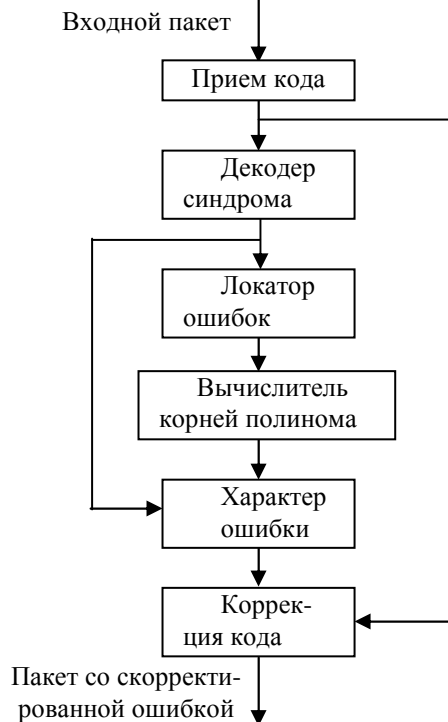 Входной пакет
Прием кода
Декодер
синдрома
Локатор
ошибок
Вычислитель
корней полинома
Характер
ошибки
Коррек-
ция кода
Пакет со скорректи-
рованной ошибкой